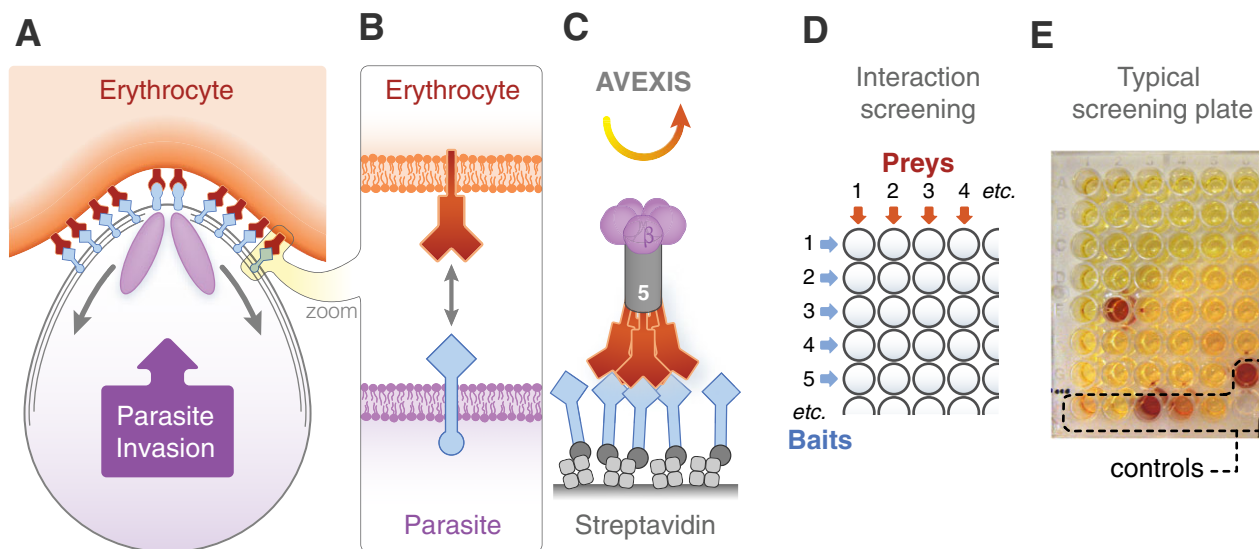 A
Erythrocyte
zoom
Parasite
Invasion
B
Erythrocyte
Parasite
C
AVEXIS
β
5
Streptavidin
D
Interaction
screening
Preys
1 2 3 4 etc.
1
2
3
4
5
etc.
Baits
E
Typical
screening plate
controls